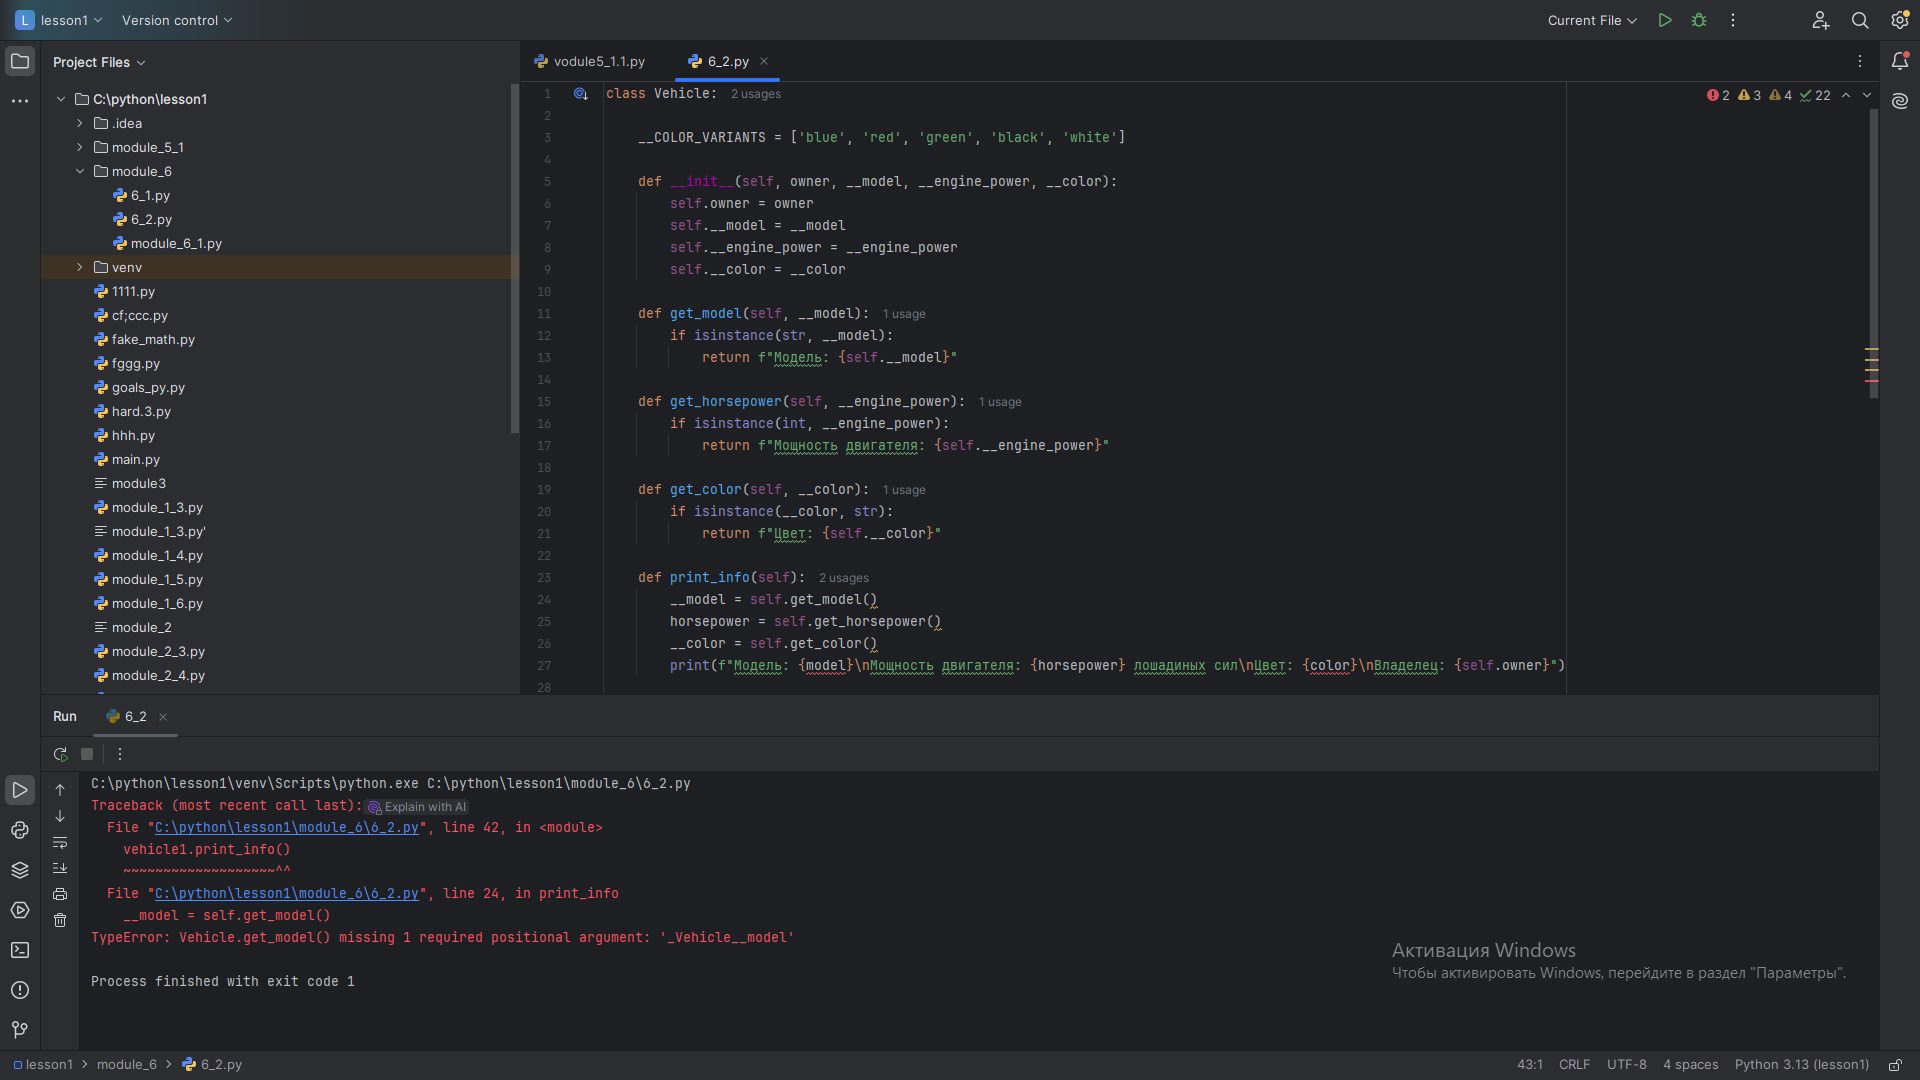 L lesson1 Version control Current File
Project Files
vodule5_1.1.py 6_2.py
C:\python\lesson1
.idea
module_5_1
module_6
6_1.py
6_2.py
module_6_1.py
venv
1111.py
cf;ccc.py
fake_math.py
fggg.py
goals_py.py
hard.3.py
hhh.py
main.py
module3
module_1_3.py
module_1_3.py'
module_1_4.py
module_1_5.py
module_1_6.py
module_2
module_2_3.py
module_2_4.py
2 3 4 22
1 class Vehicle: 2 usages
2
3 __COLOR_VARIANTS = ['blue', 'red', 'green', 'black', 'white']
4
5 def __init__(self, owner, __model, __engine_power, __color):
6 self.owner = owner
7 self.__model = __model
8 self.__engine_power = __engine_power
9 self.__color = __color
10
11 def get_model(self, __model): 1 usage
12 if isinstance(str, __model):
13 return f"Модель: {self.__model}"
14
15 def get_horsepower(self, __engine_power): 1 usage
16 if isinstance(int, __engine_power):
17 return f"Мощность двигателя: {self.__engine_power}"
18
19 def get_color(self, __color): 1 usage
20 if isinstance(__color, str):
21 return f"Цвет: {self.__color}"
22
23 def print_info(self): 2 usages
24 __model = self.get_model()
25 horsepower = self.get_horsepower()
26 __color = self.get_color()
27 print(f"Модель: {model}\nМощность двигателя: {horsepower} лошадиных сил\nЦвет: {color}\nВладелец: {self.owner}")
28
Run 6_2
C:\python\lesson1\venv\Scripts\python.exe C:\python\lesson1\module_6\6_2.py
Traceback (most recent call last): Explain with AI
File "C:\python\lesson1\module_6\6_2.py", line 42, in <module>
vehicle1.print_info()
~~~~~~~~~~~~~~~~~~~^^
File "C:\python\lesson1\module_6\6_2.py", line 24, in print_info
__model = self.get_model()
TypeError: Vehicle.get_model() missing 1 required positional argument: '_Vehicle__model'
Process finished with exit code 1
Активация Windows
Чтобы активировать Windows, перейдите в раздел "Параметры".
lesson1 > module_6 > 6_2.py 43:1 CRLF UTF-8 4 spaces Python 3.13 (lesson1)